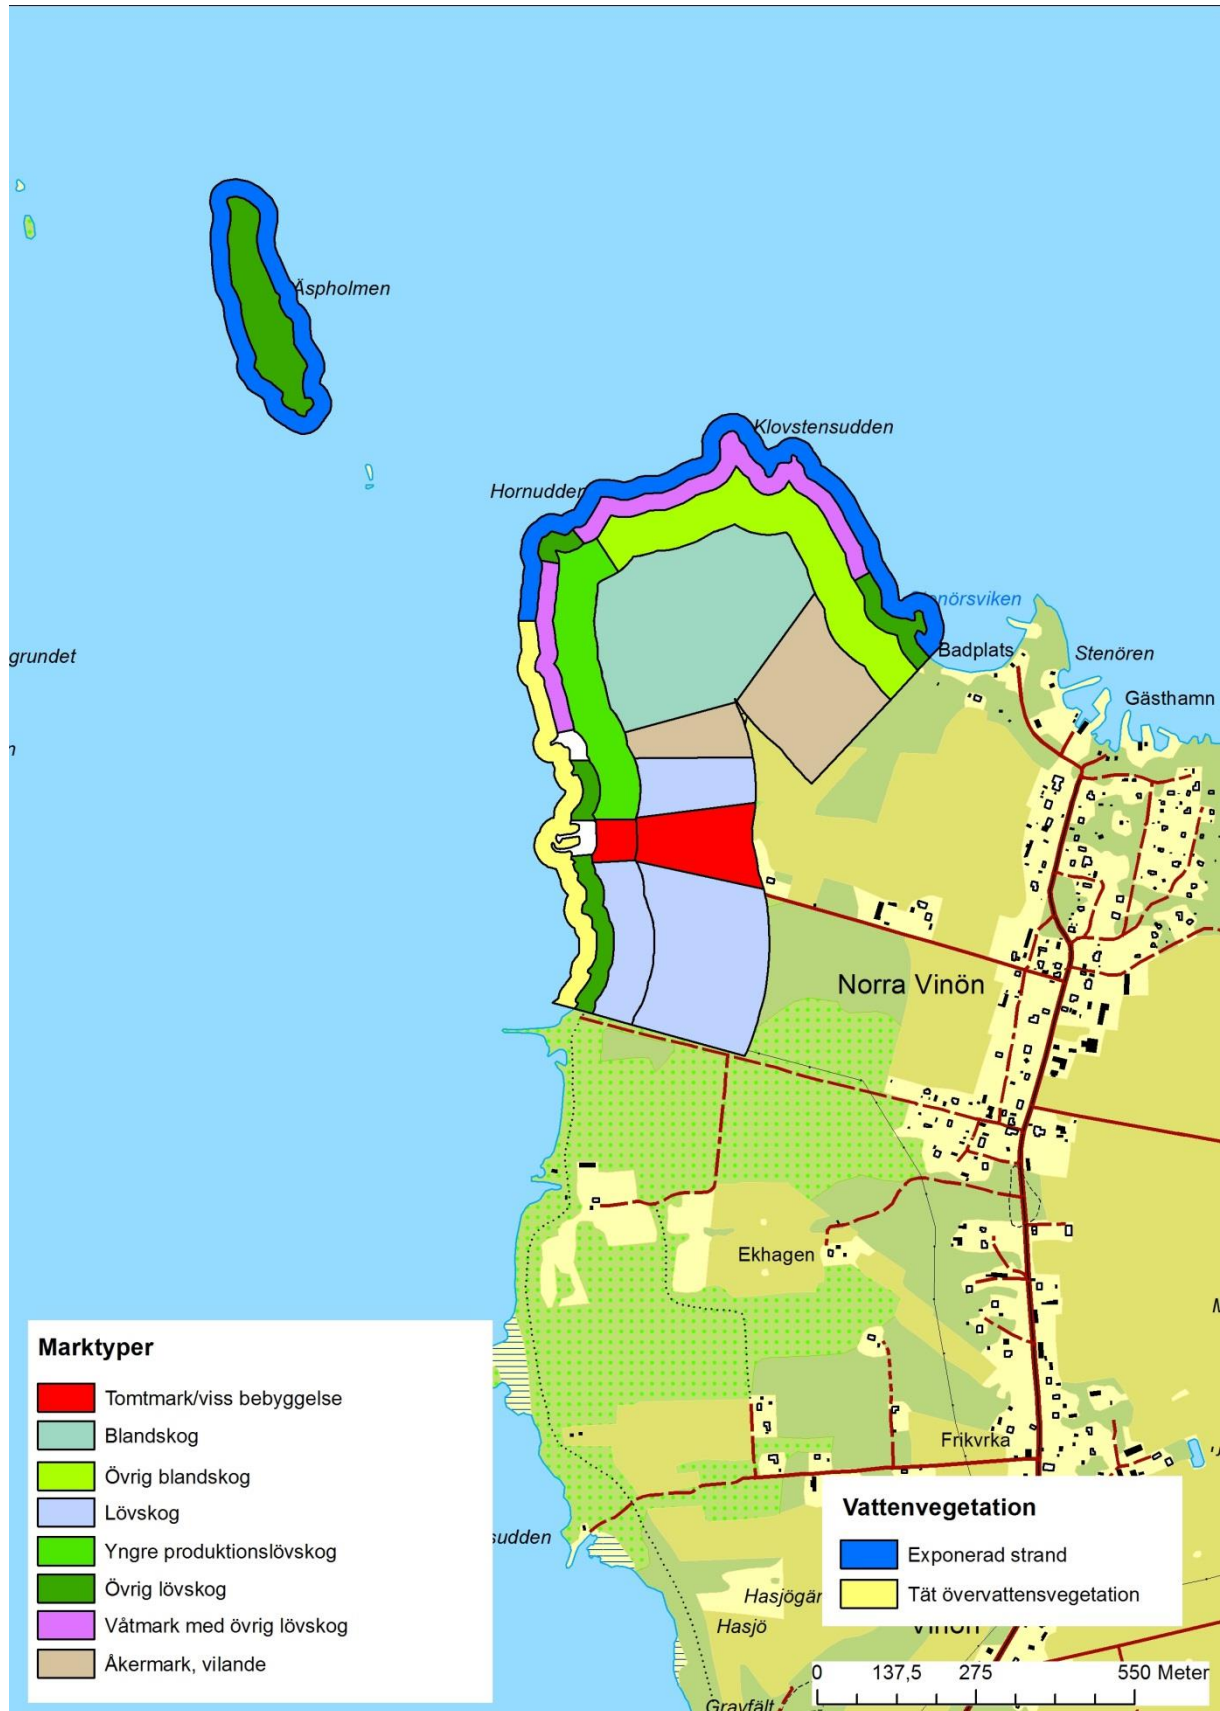 Äspholmen
Klovstensudden
Hornudden
Badplats
Stenören
grundet
Gästhamn
Norra Vinön
Ekhagen
Marktyper
Tomtmark/viss bebyggelse
Blandskog
Övrig blandskog
Lövskog
Yngre produktionslövskog
Övrig lövskog
Våtmark med övrig lövskog
Åkermark, vilande
Frikyrka
Vattenvegetation
Exponerad strand
Tät övervattensvegetation
sudden
Hasjö
0 137,5 275 550 Meter
Gravfält